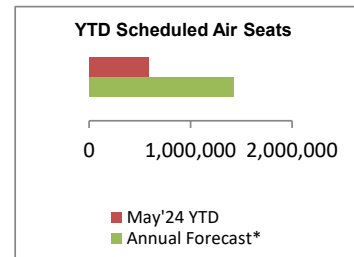 YTD Scheduled Air Seats
0 1,000,000 2,000,000
May'24 YTD
Annual Forecast*